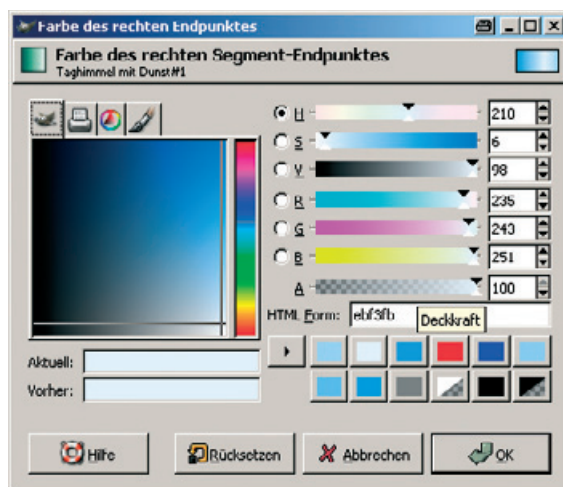 Farbe des rechten Endpunktes
Farbe des rechten Segment-Endpunktes
Taghimmel mit Dunst#1
H 210
S 6
V 98
R 235
G 243
B 251
A 100
HTML Form: ebf3fb
Deckkraft
Aktuell:
Vorher:
Hilfe Rücksetzen Abbrechen OK